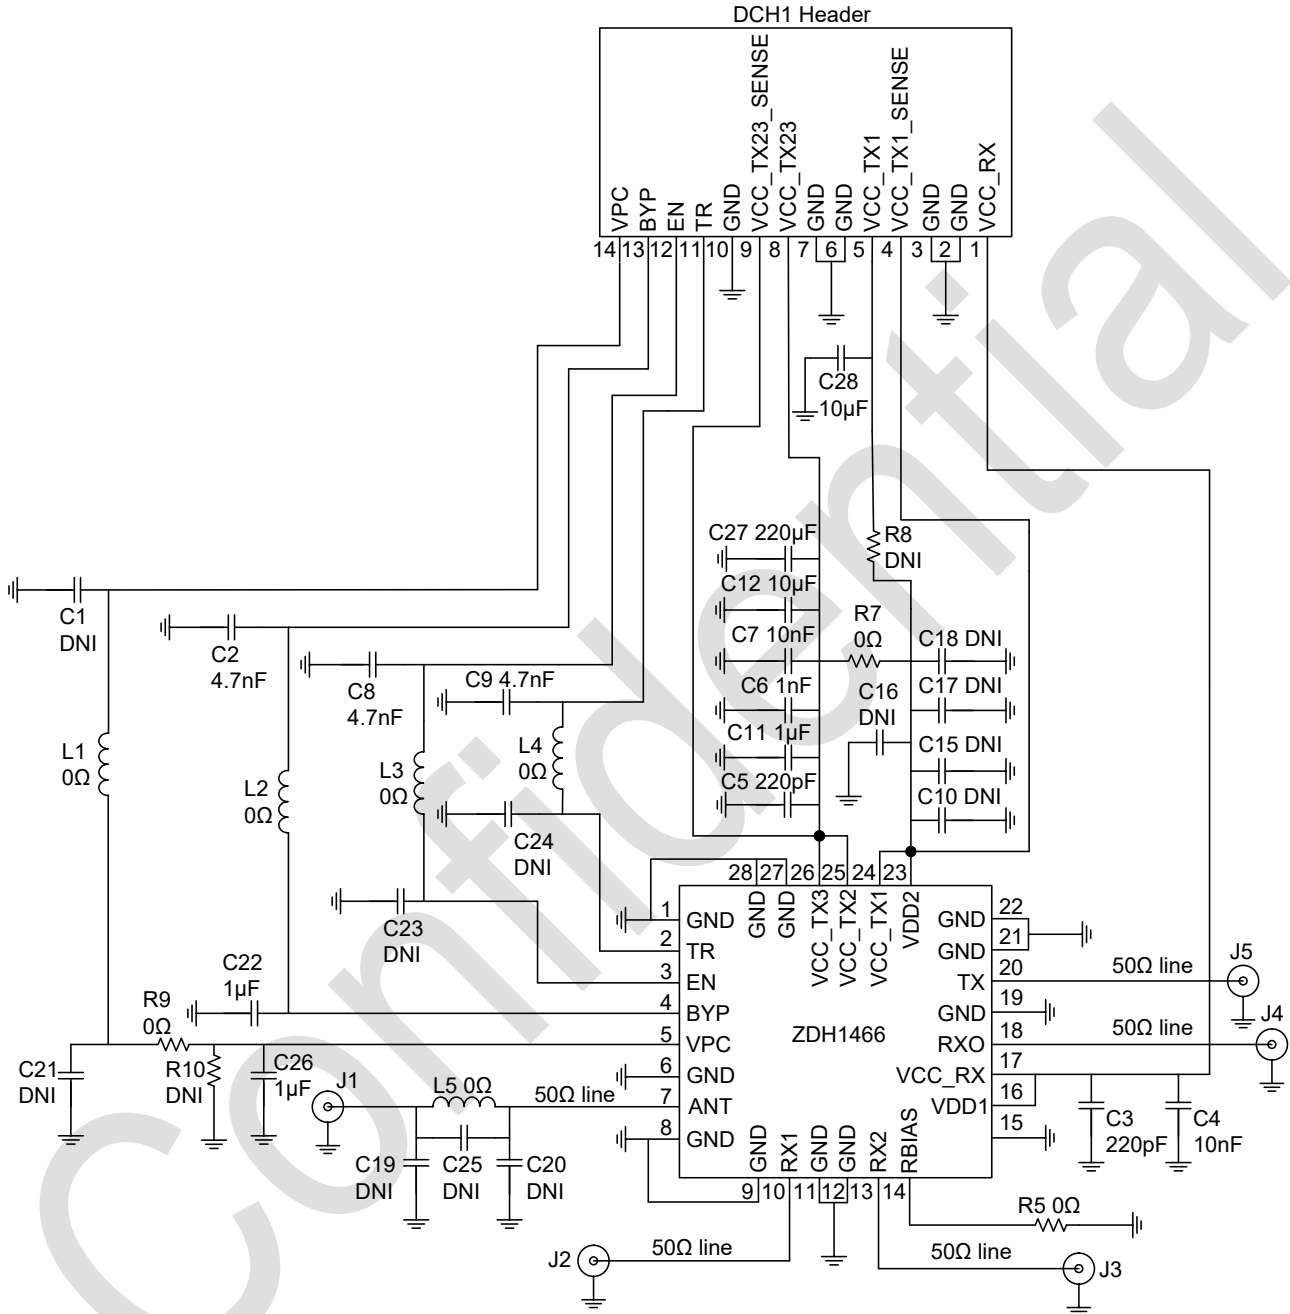 DCH1 Header
VPC
BYP
EN
TR
GND
VCC_TX23_SENSE
VCC_TX23
GND
GND
VCC_TX1
VCC_TX1_SENSE
GND
GND
VCC_RX
14 13 12 11 10 9 8 7 6 5 4 3 2 1
C28
10µF
C27 220µF
R8
DNI
C12 10µF
C1
DNI
C7 10nF
R7
0Ω
C18 DNI
C2
4.7nF
C8
4.7nF
C9 4.7nF
C6 1nF
C16
DNI
C17 DNI
C11 1µF
C15 DNI
L1
0Ω
L2
0Ω
L3
0Ω
L4
0Ω
C5 220pF
C10 DNI
C24
DNI
28 27 26 25 24 23
GND
GND
VCC_TX3
VCC_TX2
VCC_TX1
VDD2
C23
DNI
1 GND
2 TR
3 EN
4 BYP
5 VPC
6 GND
7 ANT
8 GND
ZDH1466
22 GND
21 GND
20 TX
19 GND
18 RXO
17 VCC_RX
16 VDD1
15
50Ω line
J5
50Ω line
J4
C22
1µF
R9
0Ω
C21
DNI
R10
DNI
C26
1µF
J1
L5 0Ω
50Ω line
C3
220pF
C4
10nF
C19
DNI
C25
DNI
C20
DNI
GND
RX1
GND
GND
RX2
RBIAS
9 10 11 12 13 14
R5 0Ω
J2
50Ω line
50Ω line
J3
Confidential